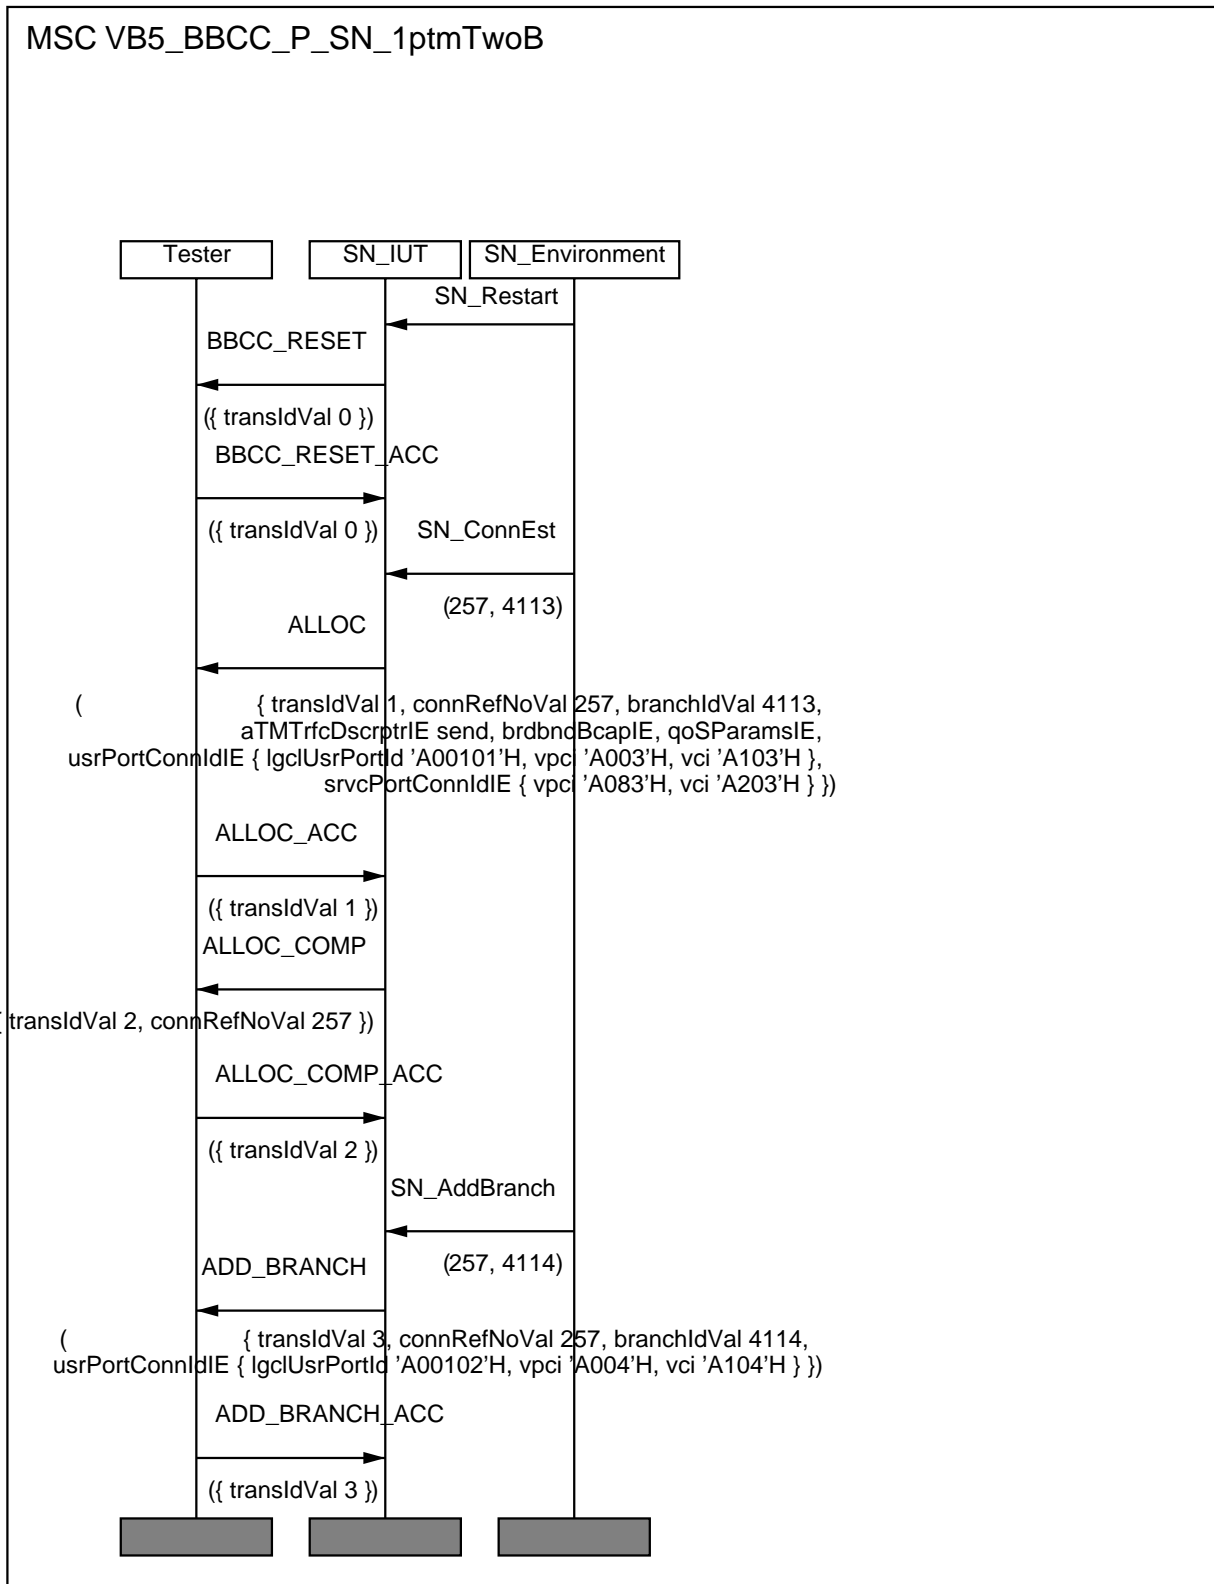 MSC VB5_BBCC_P_SN_1ptmTwoB
Tester SN_IUT SN_Environment
SN_Restart
BBCC_RESET
({ transIdVal 0 })
BBCC_RESET_ACC
({ transIdVal 0 }) SN_ConnEst
(257, 4113)
ALLOC
( { transIdVal 1, connRefNoVal 257, branchIdVal 4113,
aTMTrfcDscrptrIE send, brdbndBcapIE, qoSParamsIE,
usrPortConnIdIE { lgclUsrPortId 'A00101'H, vpci 'A003'H, vci 'A103'H },
srvcPortConnIdIE { vpci 'A083'H, vci 'A203'H } })
ALLOC_ACC
({ transIdVal 1 })
ALLOC_COMP
transIdVal 2, connRefNoVal 257 })
ALLOC_COMP_ACC
({ transIdVal 2 })
SN_AddBranch
ADD_BRANCH (257, 4114)
( { transIdVal 3, connRefNoVal 257, branchIdVal 4114,
usrPortConnIdIE { lgclUsrPortId 'A00102'H, vpci 'A004'H, vci 'A104'H } })
ADD_BRANCH_ACC
({ transIdVal 3 })